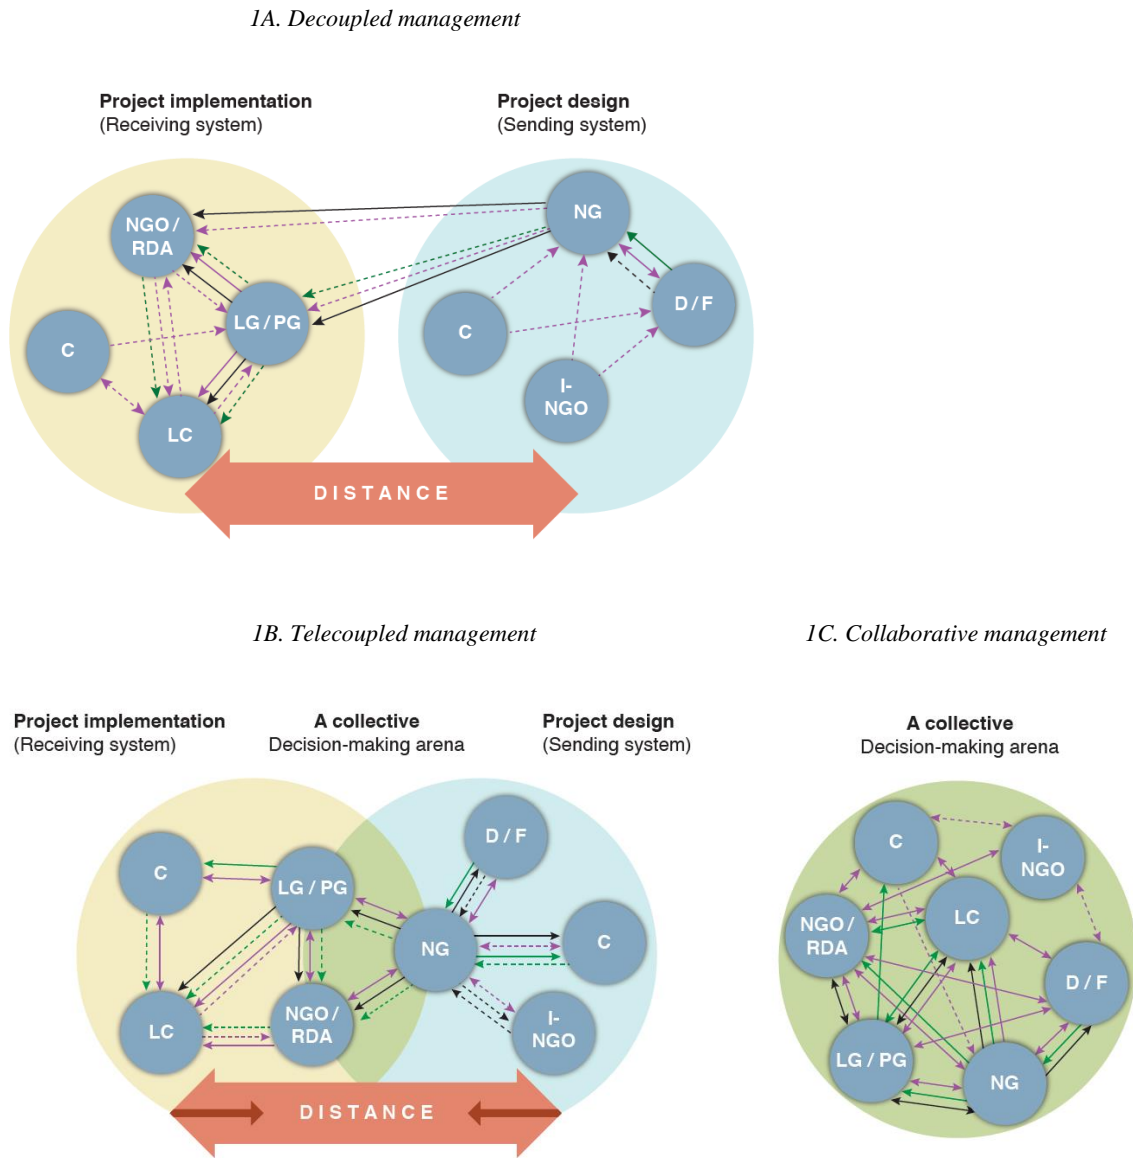 1A. Decoupled management
Project implementation
(Receiving system)
Project design
(Sending system)
NGO /
RDA
LG / PG
C
LC
NG
D / F
C
I-
NGO
DISTANCE
1B. Telecoupled management
Project implementation
(Receiving system)
A collective
Decision-making arena
Project design
(Sending system)
C
LG / PG
LC
NGO /
RDA
NG
D / F
C
I-
NGO
DISTANCE
1C. Collaborative management
A collective
Decision-making arena
C
I-
NGO
NGO /
RDA
LC
D / F
LG / PG
NG